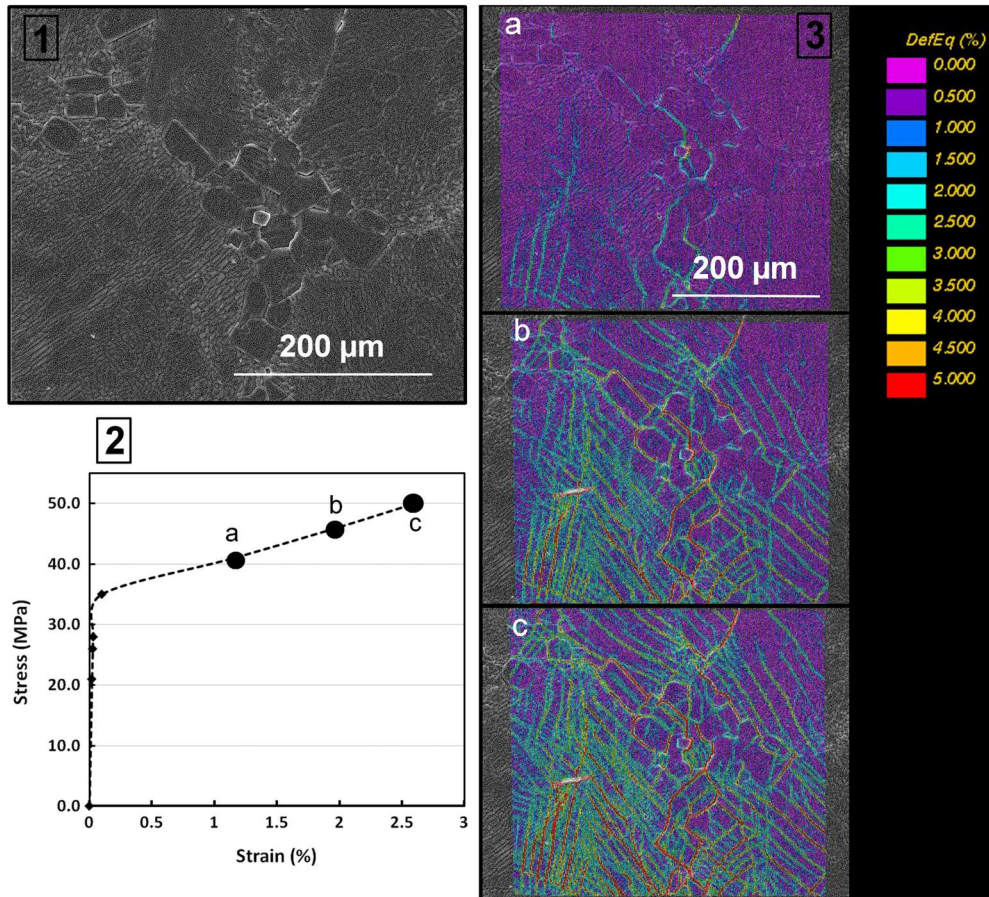 1
200 µm
2
Stress (MPa)
50.0
40.0
30.0
20.0
10.0
0.0
a
b
c
0
0.5
1
1.5
2
2.5
3
Strain (%)
a
3
200 µm
b
c
DefEq (%)
0.000
0.500
1.000
1.500
2.000
2.500
3.000
3.500
4.000
4.500
5.000